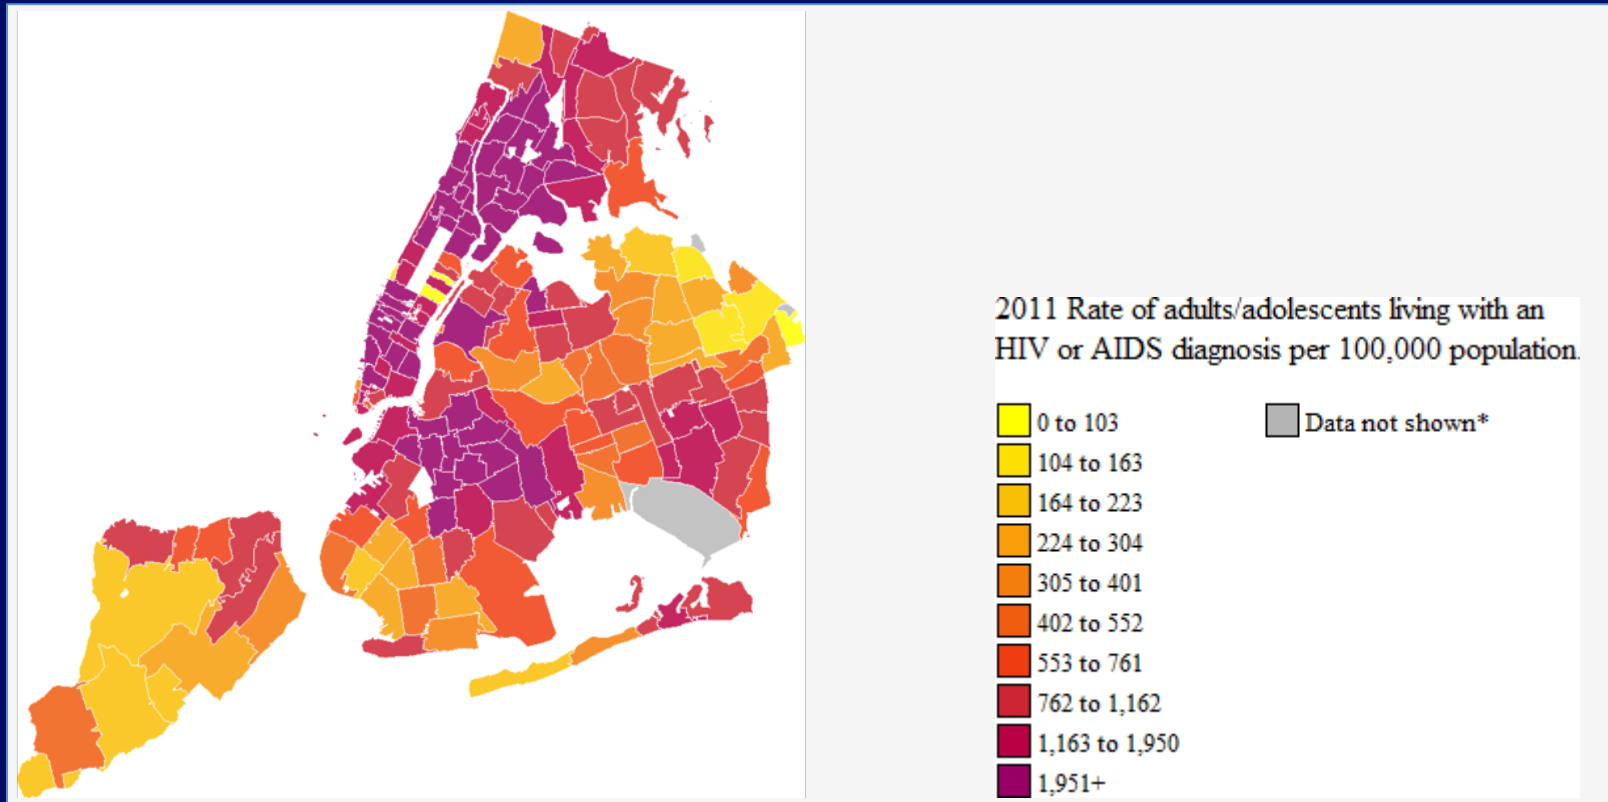 2011 Rate of adults/adolescents living with an
HIV or AIDS diagnosis per 100,000 population.
0 to 103
104 to 163
164 to 223
224 to 304
305 to 401
402 to 552
553 to 761
762 to 1,162
1,163 to 1,950
1,951+
Data not shown*